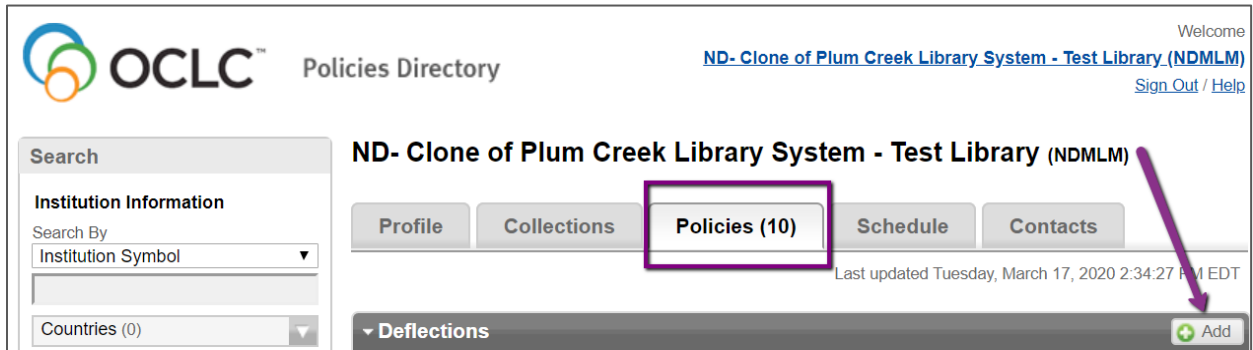 OCLC™
Policies Directory
Welcome
ND- Clone of Plum Creek Library System - Test Library (NDMLM)
Sign Out / Help
Search
Institution Information
Search By
Institution Symbol
Countries (0)
ND- Clone of Plum Creek Library System - Test Library (NDMLM)
Profile
Collections
Policies (10)
Schedule
Contacts
Last updated Tuesday, March 17, 2020 2:34:27 PM EDT
Deflections
Add